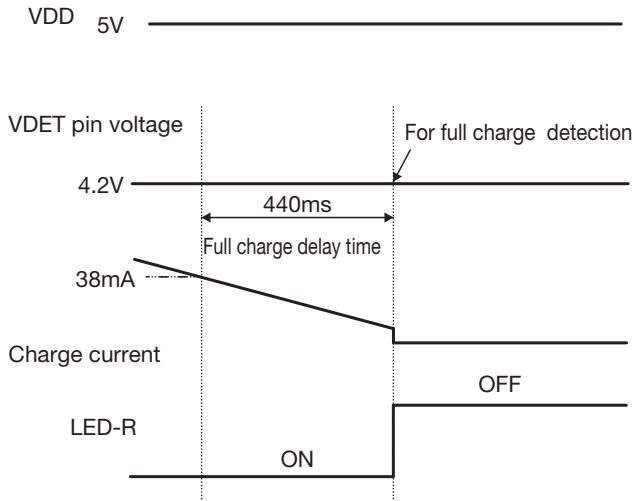 VDD 5V
VDET pin voltage
For full charge detection
4.2V
440ms
Full charge delay time
38mA
Charge current
OFF
LED-R
ON